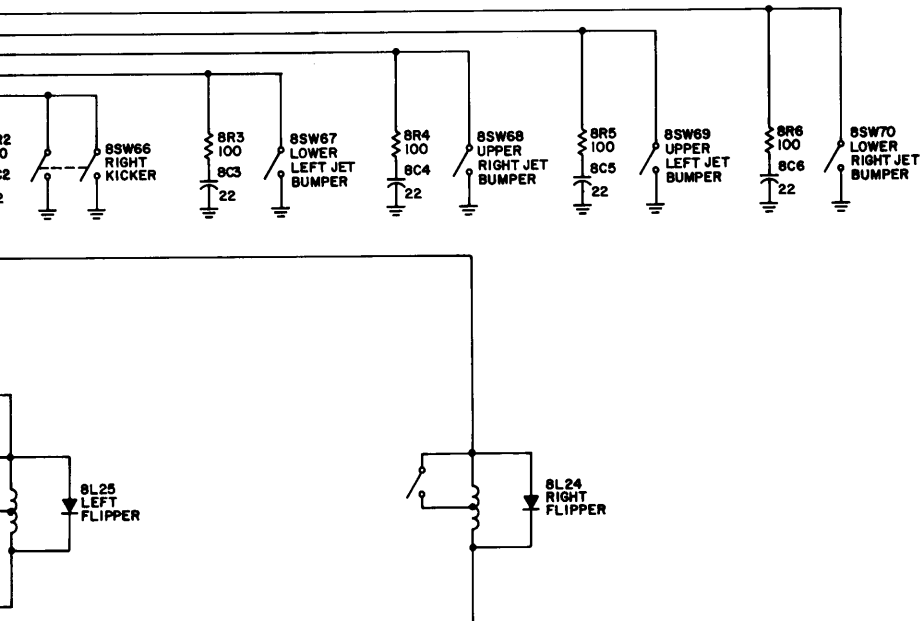 8SW66
RIGHT
KICKER
8R3
100
8C3
22
8SW67
LOWER
LEFT JET
BUMPER
8R4
100
8C4
22
8SW68
UPPER
RIGHT JET
BUMPER
8R5
100
8C5
22
8SW69
UPPER
LEFT JET
BUMPER
8R6
100
8C6
22
8SW70
LOWER
RIGHT JET
BUMPER
8L25
LEFT
FLIPPER
8L24
RIGHT
FLIPPER